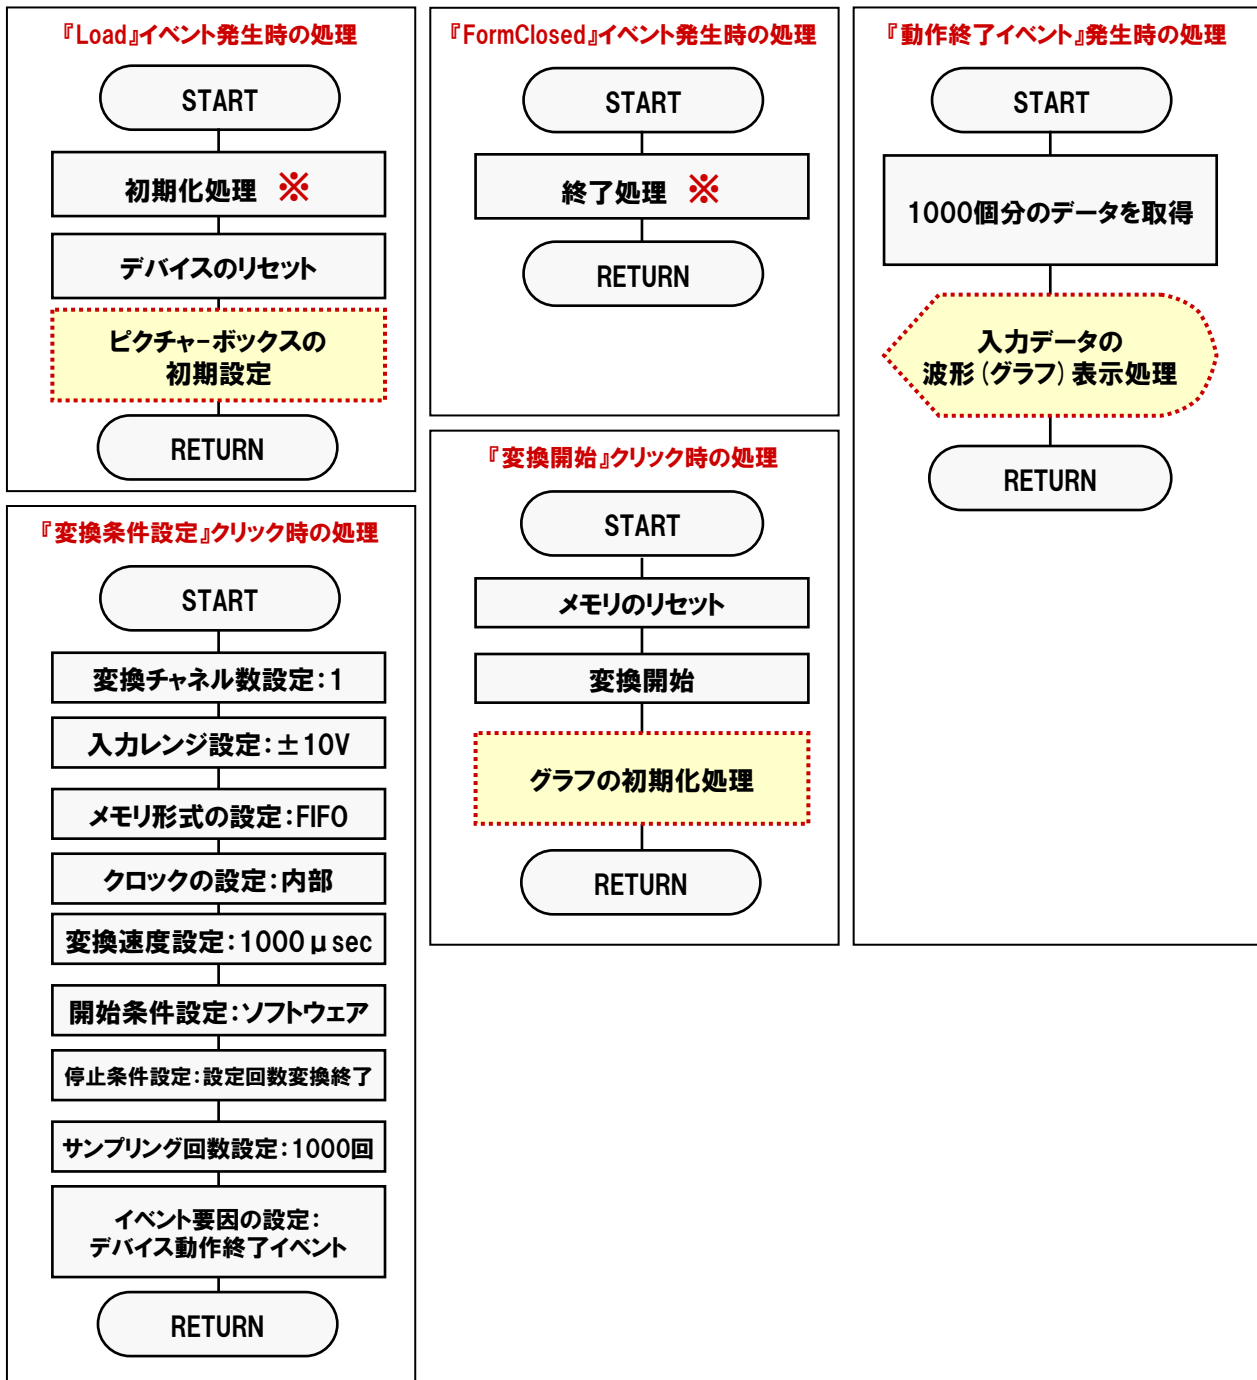 『Load』イベント発生時の処理
START
初期化処理 ※
デバイスのリセット
ピクチャーボックスの
初期設定
RETURN
『変換条件設定』クリック時の処理
START
変換チャネル数設定：1
入力レンジ設定：±10V
メモリ形式の設定：FIFO
クロックの設定：内部
変換速度設定：1000μsec
開始条件設定：ソフトウェア
停止条件設定：設定回数変換終了
サンプリング回数設定：1000回
イベント要因の設定：
デバイス動作終了イベント
RETURN
『FormClosed』イベント発生時の処理
START
終了処理 ※
RETURN
『変換開始』クリック時の処理
START
メモリのリセット
変換開始
グラフの初期化処理
RETURN
『動作終了イベント』発生時の処理
START
1000個分のデータを取得
入力データの
波形（グラフ）表示処理
RETURN